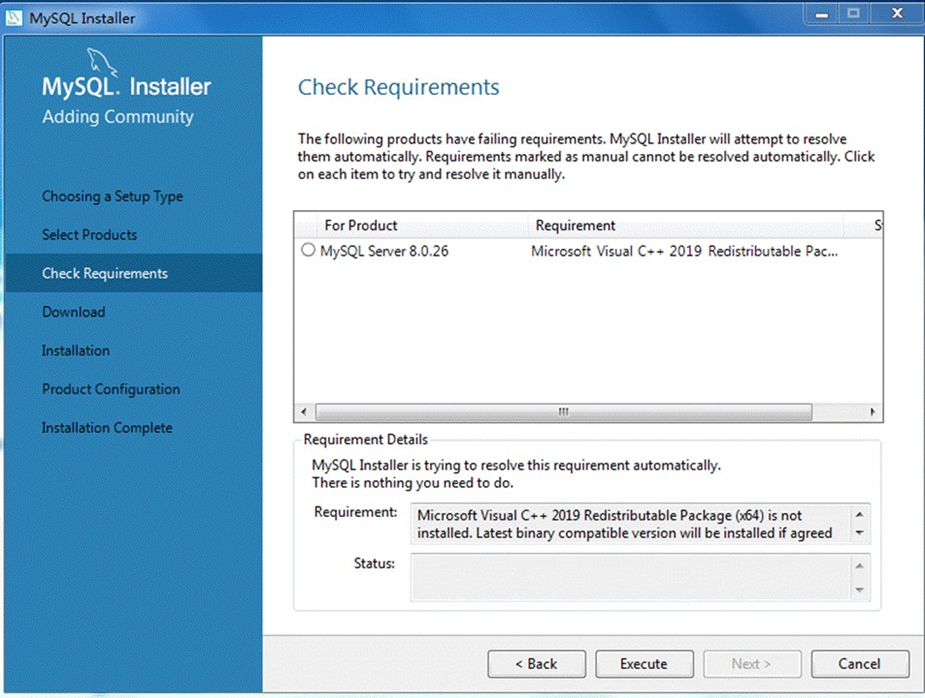 MySQL Installer
MySQL. Installer
Adding Community
Choosing a Setup Type
Select Products
Check Requirements
Download
Installation
Product Configuration
Installation Complete
Check Requirements
The following products have failing requirements. MySQL Installer will attempt to resolve
them automatically. Requirements marked as manual cannot be resolved automatically. Click
on each item to try and resolve it manually.
For Product Requirement S
MySQL Server 8.0.26 Microsoft Visual C++ 2019 Redistributable Pac...
Requirement Details
MySQL Installer is trying to resolve this requirement automatically.
There is nothing you need to do.
Requirement: Microsoft Visual C++ 2019 Redistributable Package (x64) is not
installed. Latest binary compatible version will be installed if agreed
Status:
< Back Execute Next > Cancel